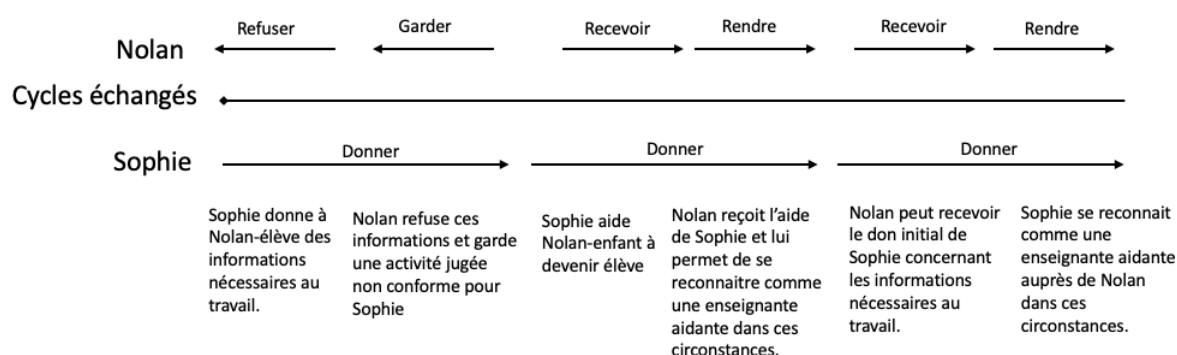 Refuser
Garder
Recevoir
Rendre
Recevoir
Rendre
Nolan
Cycles échangés
Sophie
Donner
Donner
Donner
Sophie donne à
Nolan-élève des
informations
nécessaires au
travail.
Nolan refuse ces
informations et garde
une activité jugée
non conforme pour
Sophie
Sophie aide
Nolan-enfant à
devenir élève
Nolan reçoit l’aide
de Sophie et lui
permet de se
reconnaitre comme
une enseignante
aidante dans ces
circonstances.
Nolan peut recevoir
le don initial de
Sophie concernant
les informations
nécessaires au
travail.
Sophie se reconnait
comme une
enseignante aidante
auprès de Nolan
dans ces
circonstances.